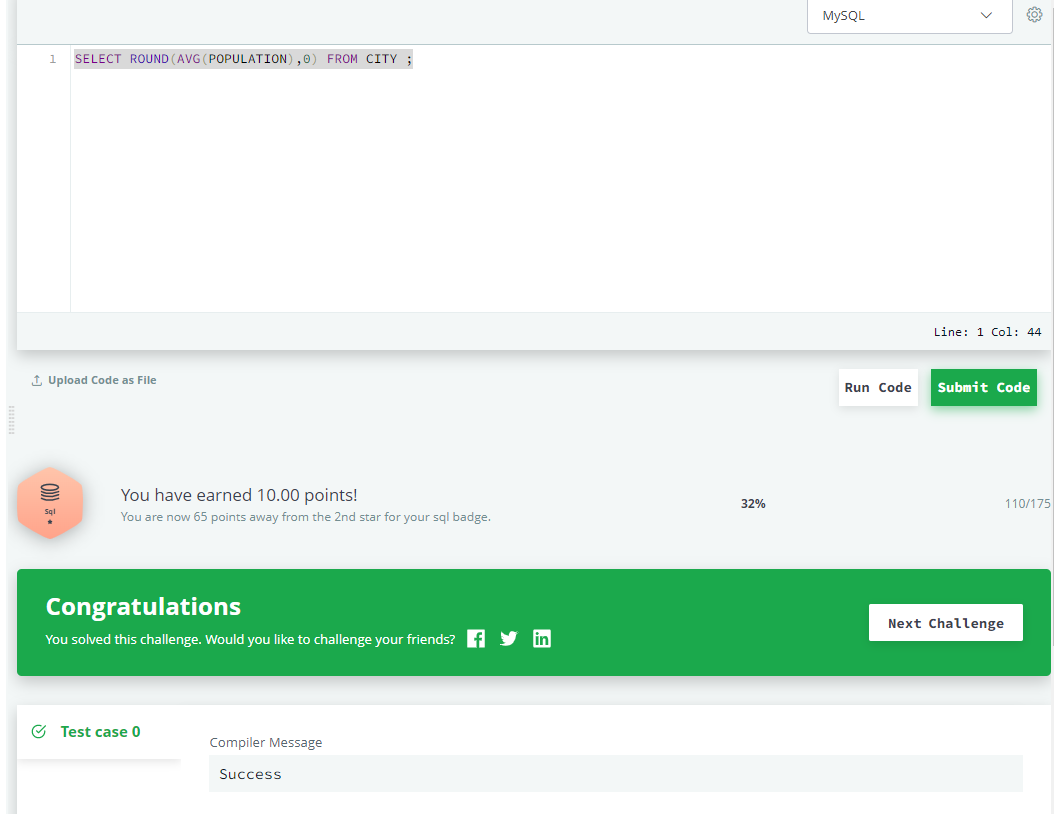 MySQL
1 SELECT ROUND(AVG(POPULATION),0) FROM CITY ;
Line: 1 Col: 44
Upload Code as File
Run Code
Submit Code
Sql
You have earned 10.00 points!
You are now 65 points away from the 2nd star for your sql badge.
32%
110/175
Congratulations
You solved this challenge. Would you like to challenge your friends?
Next Challenge
Test case 0
Compiler Message
Success